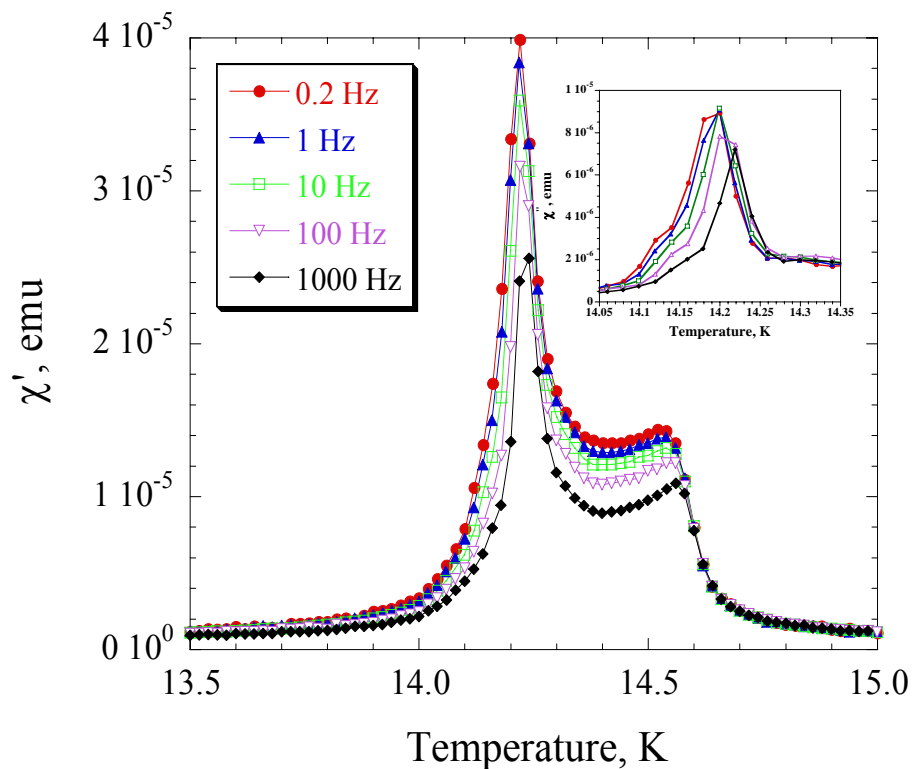 4 10-5
3 10-5
2 10-5
1 10-5
0 100
13.5 14.0 14.5 15.0
χ', emu
Temperature, K
0.2 Hz
1 Hz
10 Hz
100 Hz
1000 Hz
1 10-5
8 10-6
6 10-6
4 10-6
2 10-6
0
14.05 14.1 14.15 14.2 14.25 14.3 14.35
χ'', emu
Temperature, K